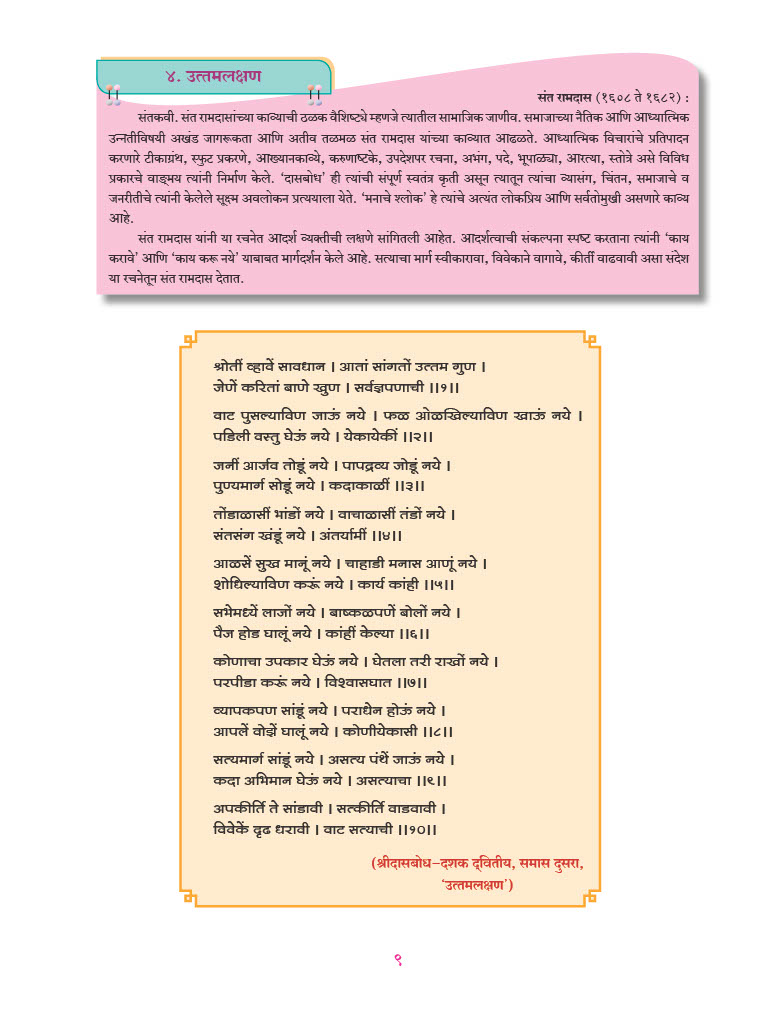 ४. उत्तमलक्षण
संत रामदास (१६०८ ते १६८२) :
संतकवी. संत रामदासांच्या काव्याची ठळक वैशिष्ट्ये म्हणजे त्यातील सामाजिक जाणीव. समाजाच्या नैतिक आणि आध्यात्मिक
उन्नतीविषयी अखंड जागरूकता आणि अतीव तळमळ संत रामदास यांच्या काव्यात आढळते. आध्यात्मिक विचारांचे प्रतिपादन
करणारे टीकाग्रंथ, स्फुट प्रकरणे, आख्यानकाव्ये, करुणाष्टके, उपदेशपर रचना, अभंग, पदे, भूपाळ्या, आरत्या, स्तोत्रे असे विविध
प्रकारचे वाङ्मय त्यांनी निर्माण केले. ‘दासबोध’ ही त्यांची संपूर्ण स्वतंत्र कृती असून त्यातून त्यांचा व्यासंग, चिंतन, समाजाचे व
जनरीतीचे त्यांनी केलेले सूक्ष्म अवलोकन प्रत्ययाला येते. ‘मनाचे श्लोक’ हे त्यांचे अत्यंत लोकप्रिय आणि सर्वतोमुखी असणारे काव्य
आहे.
संत रामदास यांनी या रचनेत आदर्श व्यक्तीची लक्षणे सांगितली आहेत. आदर्शत्वाची संकल्पना स्पष्ट करताना त्यांनी ‘काय
करावे’ आणि ‘काय करू नये’ याबाबत मार्गदर्शन केले आहे. सत्याचा मार्ग स्वीकारावा, विवेकाने वागावे, कीर्ती वाढवावी असा संदेश
या रचनेतून संत रामदास देतात.
श्रोतीं व्हावें सावधान । आतां सांगतों उत्तम गुण ।
जेणें करितां बाणे खुण । सर्वज्ञपणाची ।।१।।
वाट पुसल्याविण जाऊं नये । फळ ओळखिल्याविण खाऊं नये ।
पडिली वस्तु घेऊं नये । येकायेकीं ।।२।।
जनीं आर्जव तोडूं नये । पापद्रव्य जोडूं नये ।
पुण्यमार्ग सोडूं नये । कदाकाळीं ।।३।।
तोंडाळासीं भांडों नये । वाचाळासीं तंडों नये ।
संतसंग खंडूं नये । अंतर्यामीं ।।४।।
आळसें सुख मानूं नये । चाहाडी मनास आणूं नये ।
शोधिल्याविण करूं नये । कार्य कांही ।।५।।
सभेमध्यें लाजों नये । बाष्कळपणें बोलों नये ।
पैज होड घालूं नये । कांहीं केल्या ।।६।।
कोणाचा उपकार घेऊं नये । घेतला तरी राखों नये ।
परपीडा करूं नये । विश्वासघात ।।७।।
व्यापकपण सांडूं नये । पराधेन होऊं नये ।
आपलें वोझें घालूं नये । कोणीयेकासी ।।८।।
सत्यमार्ग सांडूं नये । असत्य पंथें जाऊं नये ।
कदा अभिमान घेऊं नये । असत्याचा ।।९।।
अपकीर्ति ते सांडावी । सत्कीर्ति वाडवावी ।
विवेकें दृढ धरावी । वाट सत्याची ।।१०।।
(श्रीदासबोध–दशक द्वितीय, समास दुसरा,
‘उत्तमलक्षण’)
९